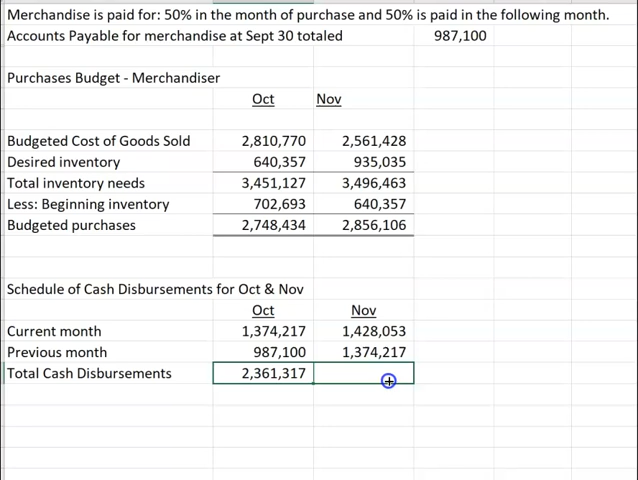 Merchandise is paid for: 50% in the month of purchase and 50% is paid in the following month.
Accounts Payable for merchandise at Sept 30 totaled 987,100
Purchases Budget - Merchandiser
Oct Nov
Budgeted Cost of Goods Sold 2,810,770 2,561,428
Desired inventory 640,357 935,035
Total inventory needs 3,451,127 3,496,463
Less: Beginning inventory 702,693 640,357
Budgeted purchases 2,748,434 2,856,106
Schedule of Cash Disbursements for Oct & Nov
Oct Nov
Current month 1,374,217 1,428,053
Previous month 987,100 1,374,217
Total Cash Disbursements 2,361,317